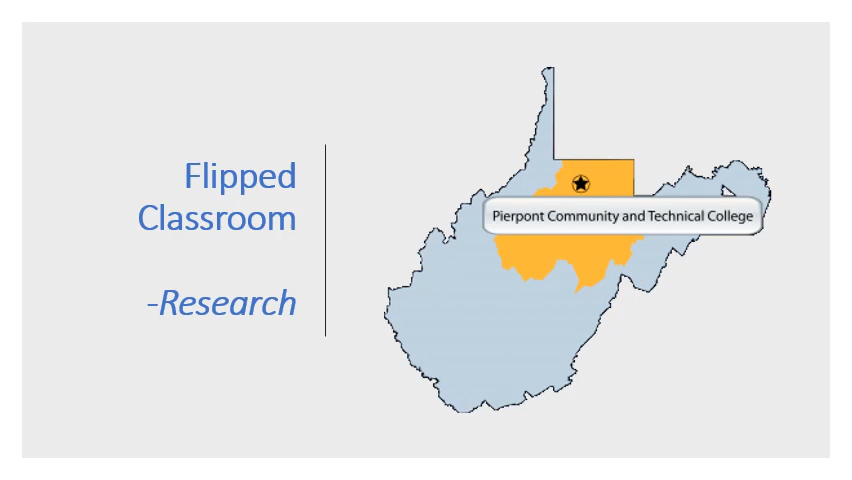 Flipped
Classroom
-Research
Pierpont Community and Technical College